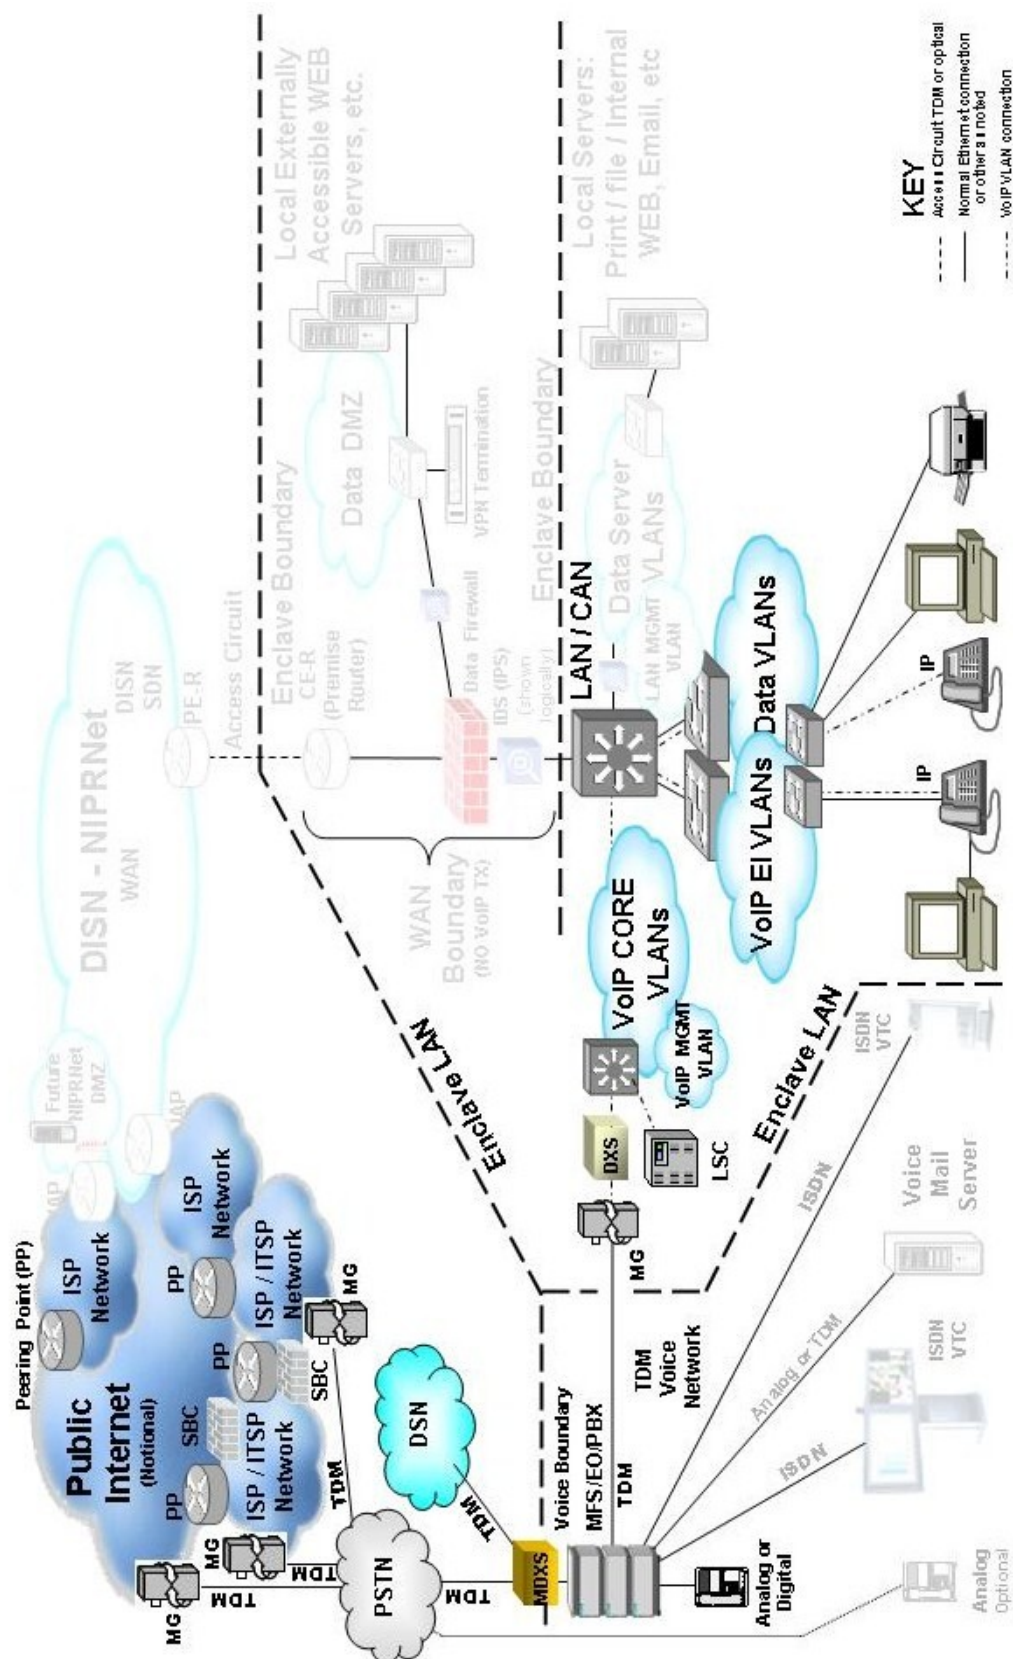 Public
Internet
(Notional)
Peering Point (PP)
ISP
Network
PP
ISP
Network
PP
SBC
ISP / ITSP
Network
PP
SBC
ISP / ITSP
Network
MG
MG
MG
TDM
TDM
TDM
PSTN
DSN
TDM
TDM
MDXS
Future
NIPRNet
DMZ
DISN - NIPRNet
WAN
DISN
SDN
PE-R
Access Circuit
Enclave Boundary
CE-R
(Premise
Router)
Data DMZ
Local Externally
Accessible WEB
Servers, etc.
VPN Termination
Data Firewall
IDS (IPS)
(shown
logically)
Enclave Boundary
WAN
Boundary
(NO VoIP TX)
Enclave LAN
LAN / CAN
Data Server
VLANs
LAN MGMT
VLAN
Local Servers:
Print / file / Internal
WEB, Email, etc
VoIP CORE
VLANs
VoIP MGMT
VLAN
VoIP EI VLANs
Data VLANs
IP
IP
DXS
LSC
MG
Enclave LAN
Voice Boundary
MFS/EO/PBX
TDM
TDM
Voice
Network
ISDN
ISDN
VTC
Analog or TDM
Voice
Mail
Server
ISDN
ISDN
VTC
Analog or
Digital
Analog
Optional
KEY
Access Circuit TDM or optical
Normal Ethernet connection
or other as noted
VoIP VLAN connection